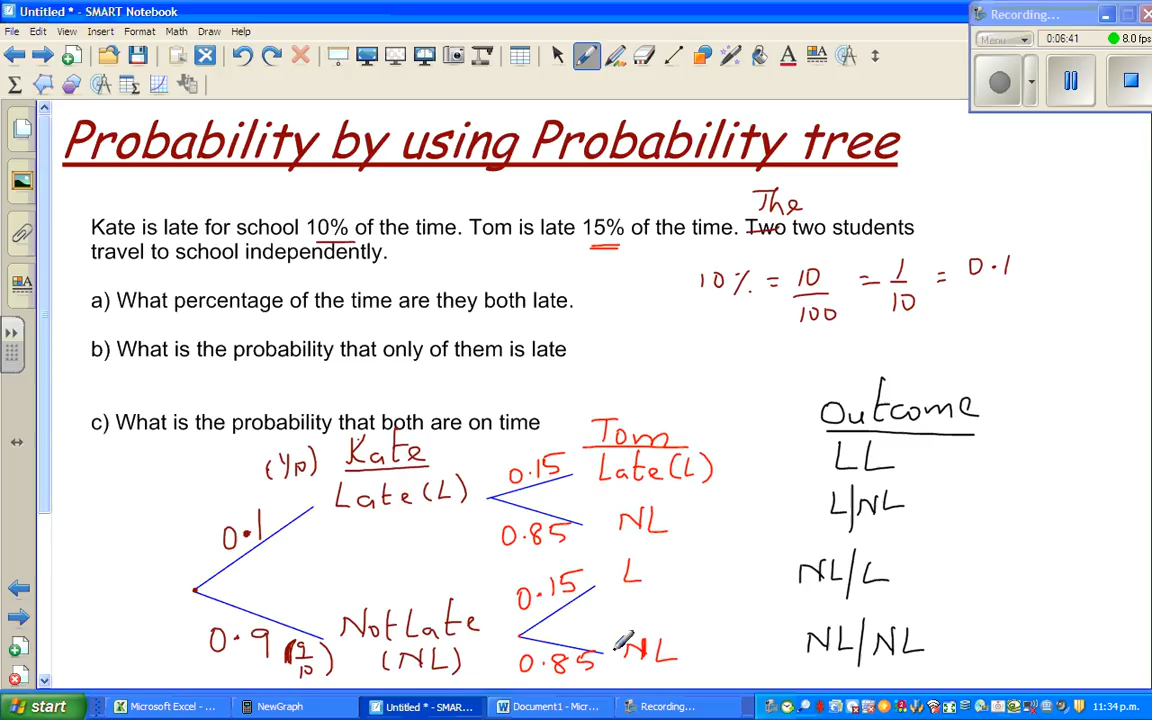 Untitled * - SMART Notebook
Recording...
File Edit View Insert Format Math Draw Help
Menu
0:06:41
8.0 fps
Probability by using Probability tree
The
Kate is late for school 10% of the time. Tom is late 15% of the time. Two two students
travel to school independently.
10% = 10/100 = 1/10 = 0.1
a) What percentage of the time are they both late.
b) What is the probability that only of them is late
c) What is the probability that both are on time
Outcome
Kate
Tom
(1/10)
Late(L)
0.15
Late(L)
LL
0.1
0.85
NL
L/NL
0.15
L
NL/L
0.9 (9/10)
Not Late
(NL)
0.85
NL
NL/NL
start
Microsoft Excel - ...
NewGraph
Untitled * - SMAR...
Document1 - Micr...
Recording...
11:34 p.m.